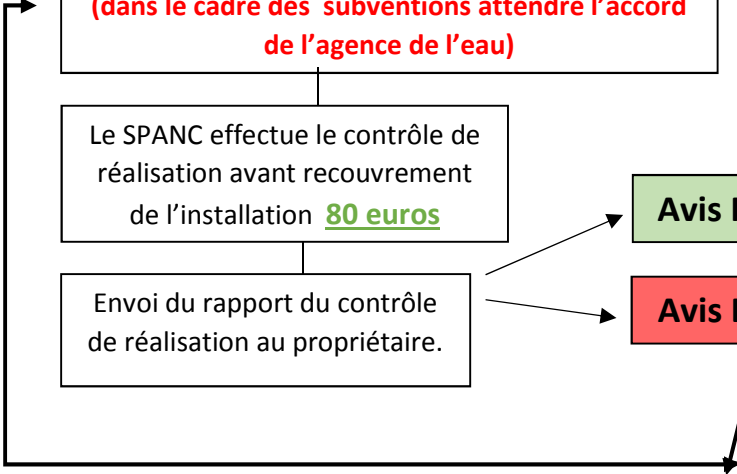 (dans le cadre des subventions attendre l'accord
de l'agence de l'eau)
Le SPANC effectue le contrôle de
réalisation avant recouvrement
de l'installation 80 euros
Avis
Envoi du rapport du contrôle
de réalisation au propriétaire.
Avis